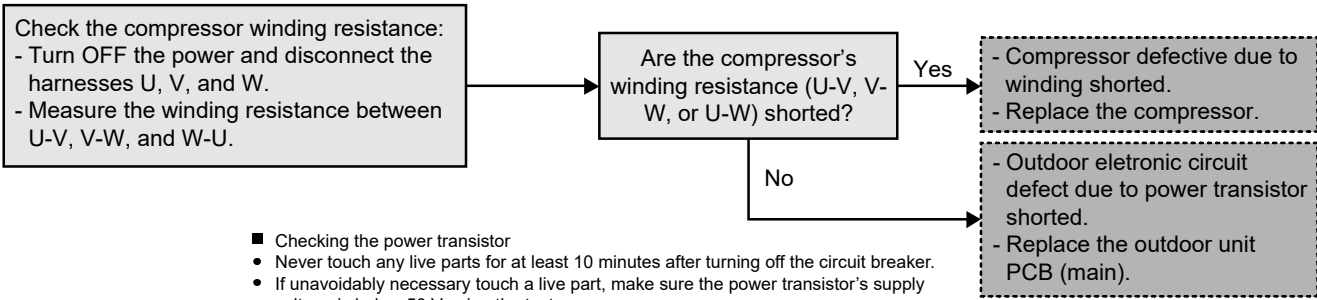 Check the compressor winding resistance:
- Turn OFF the power and disconnect the
harnesses U, V, and W.
- Measure the winding resistance between
U-V, V-W, and W-U.
Are the compressor's
winding resistance (U-V, V-
W, or U-W) shorted?
Yes
- Compressor defective due to
winding shorted.
- Replace the compressor.
No
- Outdoor eletronic circuit
defect due to power transistor
shorted.
- Replace the outdoor unit
PCB (main).
■ Checking the power transistor
• Never touch any live parts for at least 10 minutes after turning off the circuit breaker.
• If unavoidably necessary touch a live part, make sure the power transistor's supply